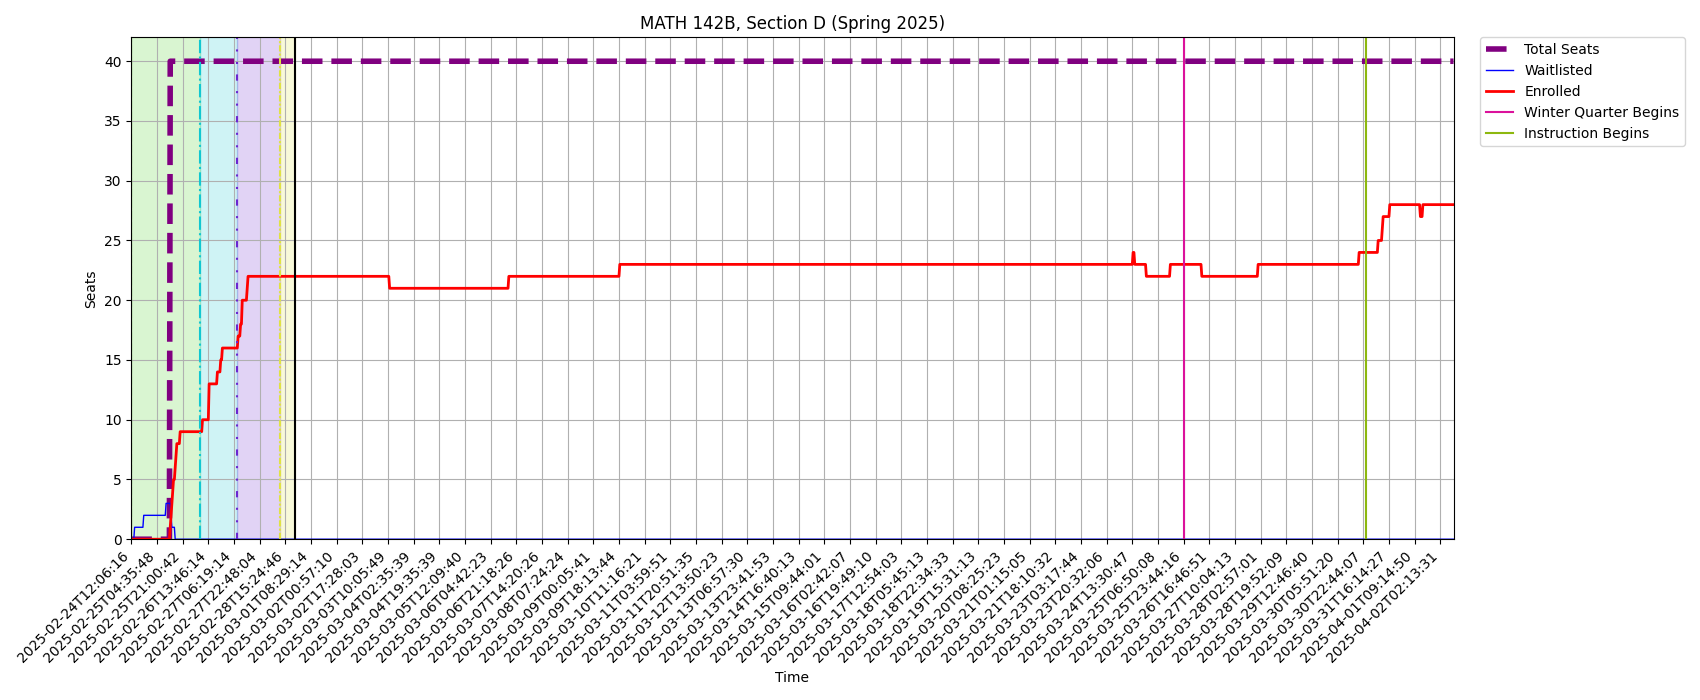 MATH 142B, Section D (Spring 2025)
Total Seats
Waitlisted
Enrolled
Winter Quarter Begins
Instruction Begins
Seats
40
35
30
25
20
15
10
5
0
2025-02-24T12:06:16
2025-02-25T04:35:48
2025-02-25T21:00:42
2025-02-26T13:46:14
2025-02-27T06:19:14
2025-02-27T22:48:04
2025-02-28T15:24:46
2025-03-01T08:29:14
2025-03-02T00:57:10
2025-03-02T17:28:03
2025-03-03T10:05:49
2025-03-04T02:35:39
2025-03-04T19:35:39
2025-03-05T12:09:40
2025-03-06T04:42:23
2025-03-06T21:18:26
2025-03-07T14:20:26
2025-03-08T07:24:24
2025-03-09T00:05:41
2025-03-09T18:13:44
2025-03-10T11:16:21
2025-03-11T03:59:51
2025-03-11T20:51:35
2025-03-12T13:50:23
2025-03-13T06:57:30
2025-03-13T23:41:53
2025-03-14T16:40:13
2025-03-15T09:44:01
2025-03-16T02:42:07
2025-03-16T19:49:10
2025-03-17T12:54:03
2025-03-18T05:45:13
2025-03-18T22:34:33
2025-03-19T15:31:13
2025-03-20T08:25:23
2025-03-21T01:15:05
2025-03-21T18:10:32
2025-03-23T03:17:44
2025-03-23T20:32:06
2025-03-24T13:30:47
2025-03-25T06:50:08
2025-03-25T23:44:16
2025-03-26T16:46:51
2025-03-27T10:04:13
2025-03-28T02:57:01
2025-03-28T19:52:09
2025-03-29T12:46:40
2025-03-30T05:51:20
2025-03-30T22:44:07
2025-03-31T16:14:27
2025-04-01T09:14:50
2025-04-02T02:13:31
Time